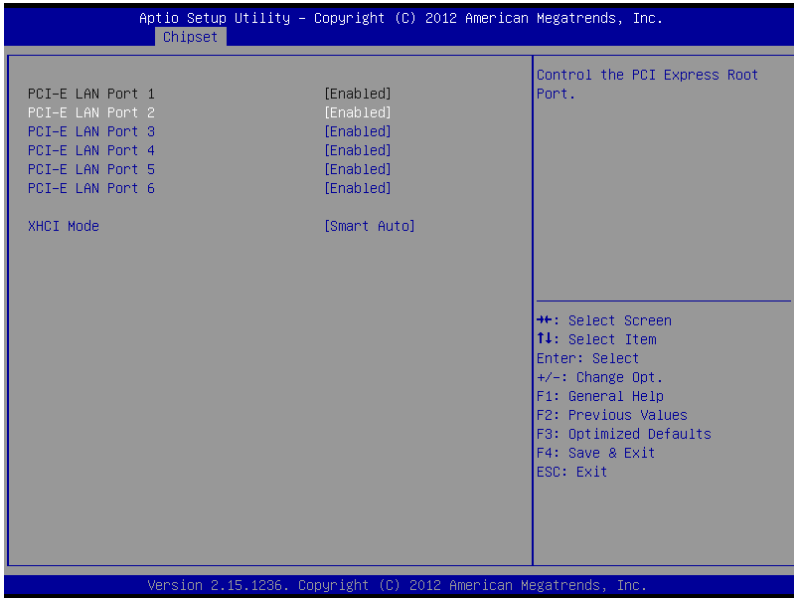 Aptio Setup Utility – Copyright (C) 2012 American Megatrends, Inc.
Chipset
PCI-E LAN Port 1 [Enabled]
PCI-E LAN Port 2 [Enabled]
PCI-E LAN Port 3 [Enabled]
PCI-E LAN Port 4 [Enabled]
PCI-E LAN Port 5 [Enabled]
PCI-E LAN Port 6 [Enabled]
XHCI Mode [Smart Auto]
Control the PCI Express Root
Port.
→←: Select Screen
↑↓: Select Item
Enter: Select
+/-: Change Opt.
F1: General Help
F2: Previous Values
F3: Optimized Defaults
F4: Save & Exit
ESC: Exit
Version 2.15.1236. Copyright (C) 2012 American Megatrends, Inc.